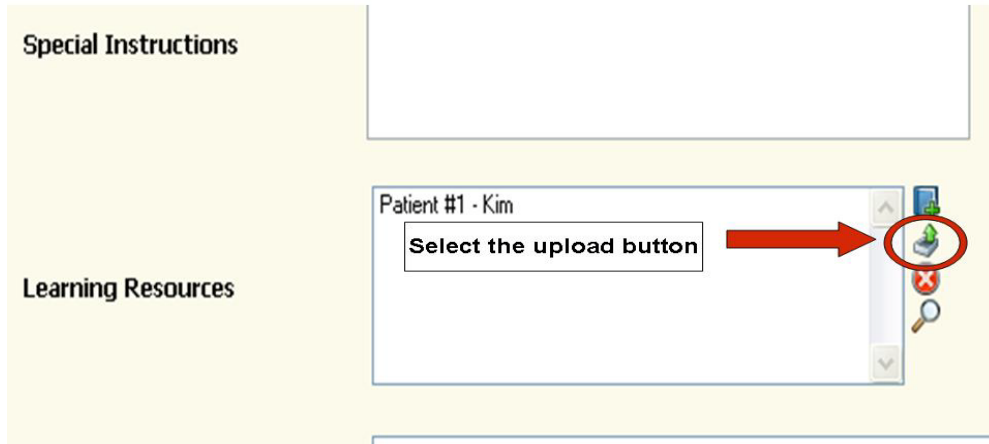 Special Instructions
Patient #1 - Kim
Select the upload button
Learning Resources